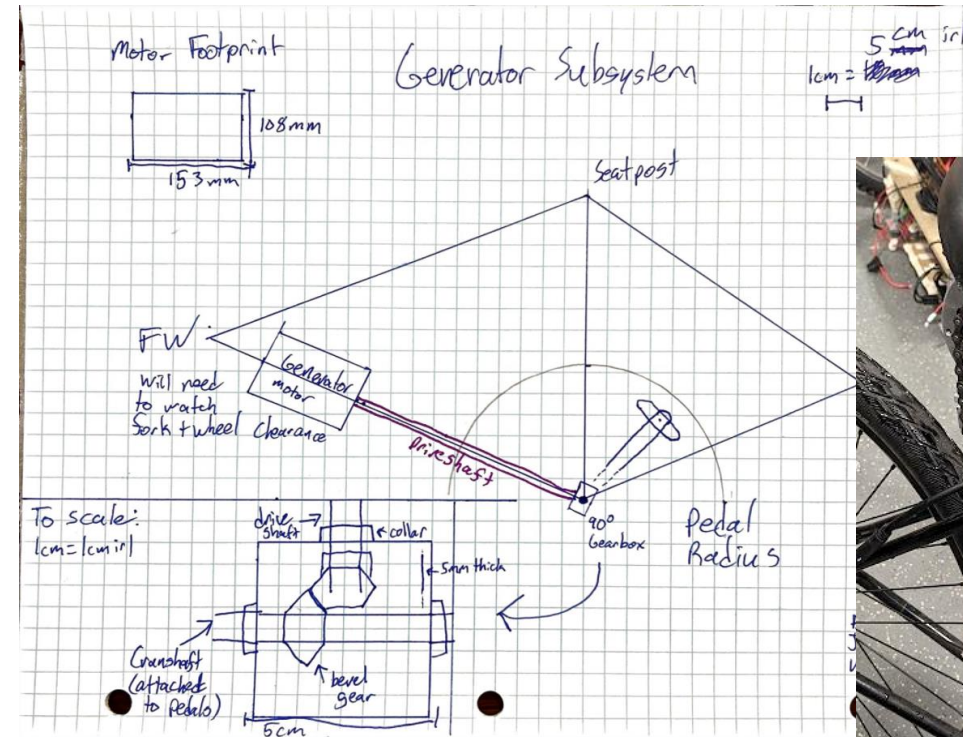 Motor Footprint
108mm
153mm
Generator Subsystem
5 cm irl
1cm =
Seatpost
FW
Will need
to watch
fork + wheel clearance
Generator
motor
Driveshaft
90°
Gearbox
Pedal
Radius
To scale:
1cm=1cm irl
drive
shaft
collar
5mm thick
Crankshaft
(attached
to pedals)
bevel
gear
5cm